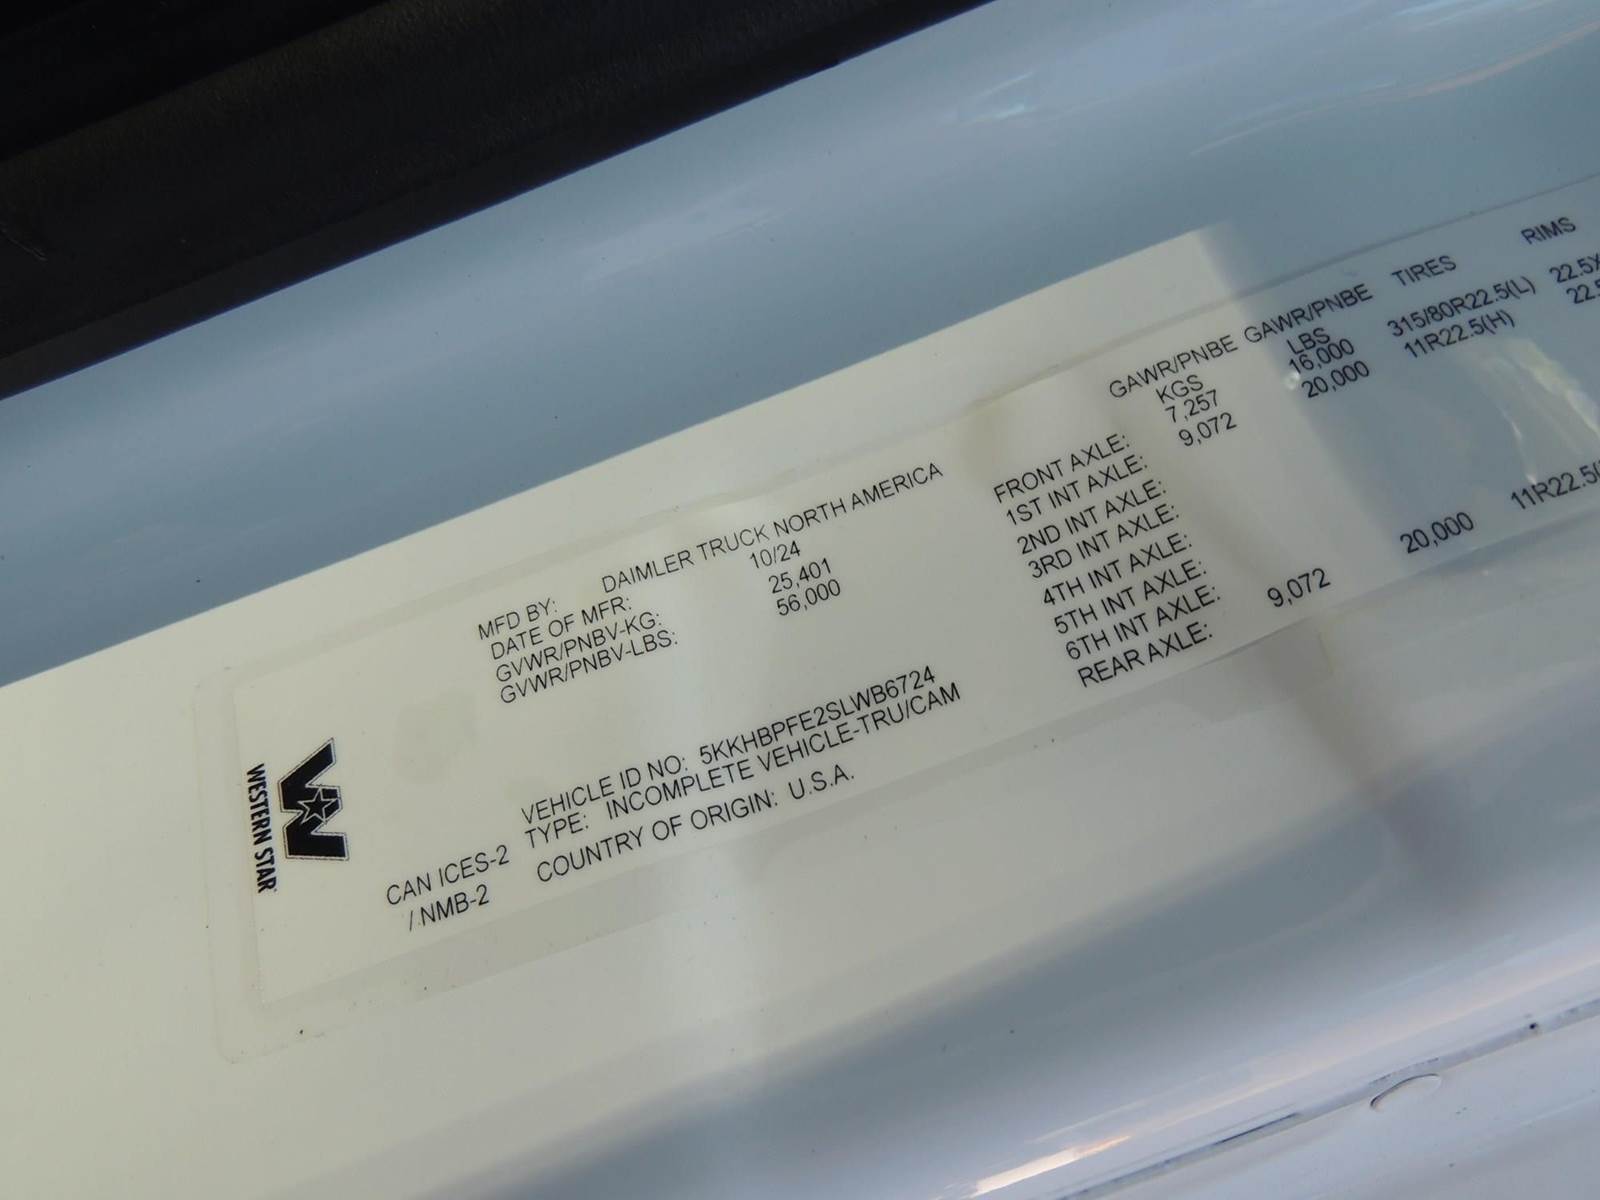 WESTERN STAR
CAN ICES-2
/ NMB-2
MFD BY: DAIMLER TRUCK NORTH AMERICA
DATE OF MFR: 10/24
GVWR/PNBV-KG: 25,401
GVWR/PNBV-LBS: 56,000
VEHICLE ID NO: 5KKHBPFE2SLWB6724
TYPE: INCOMPLETE VEHICLE-TRU/CAM
COUNTRY OF ORIGIN: U.S.A.
GAWR/PNBE GAWR/PNBE TIRES RIMS
KGS LBS
FRONT AXLE: 7,257 16,000 315/80R22.5(L) 22.5X
1ST INT AXLE: 9,072 20,000 11R22.5(H) 22.5
2ND INT AXLE:
3RD INT AXLE:
4TH INT AXLE:
5TH INT AXLE:
6TH INT AXLE:
REAR AXLE: 9,072 20,000 11R22.5(